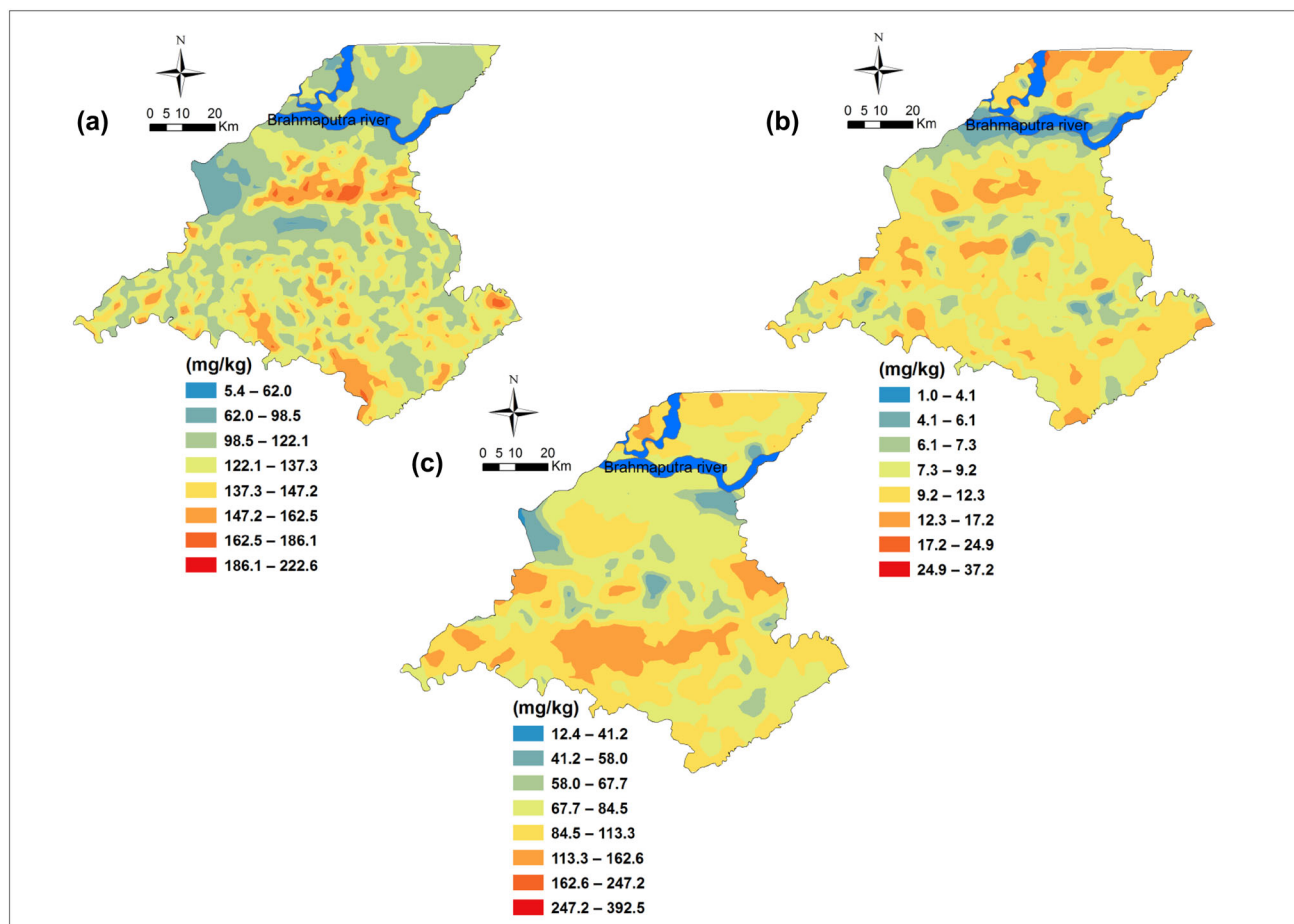 N
(a)
0 5 10 20
Km
Brahmaputra river
(mg/kg)
5.4 – 62.0
62.0 – 98.5
98.5 – 122.1
122.1 – 137.3
137.3 – 147.2
147.2 – 162.5
162.5 – 186.1
186.1 – 222.6
N
(b)
0 5 10 20
Km
Brahmaputra river
(mg/kg)
1.0 – 4.1
4.1 – 6.1
6.1 – 7.3
7.3 – 9.2
9.2 – 12.3
12.3 – 17.2
17.2 – 24.9
24.9 – 37.2
N
(c)
0 5 10 20
Km
Brahmaputra river
(mg/kg)
12.4 – 41.2
41.2 – 58.0
58.0 – 67.7
67.7 – 84.5
84.5 – 113.3
113.3 – 162.6
162.6 – 247.2
247.2 – 392.5